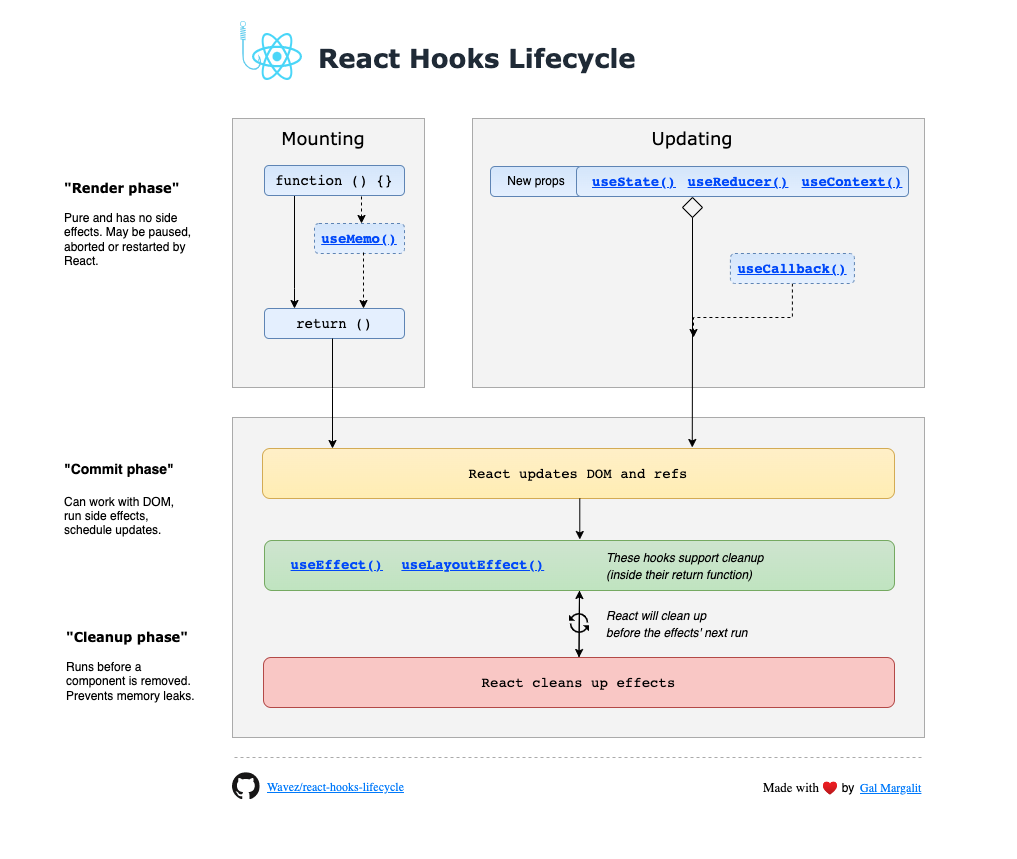 React Hooks Lifecycle
Mounting
Updating
"Render phase"
Pure and has no side
effects. May be paused,
aborted or restarted by
React.
function () {}
useMemo()
return ()
New props
useState() useReducer() useContext()
useCallback()
"Commit phase"
Can work with DOM,
run side effects,
schedule updates.
React updates DOM and refs
useEffect() useLayoutEffect()
These hooks support cleanup
(inside their return function)
React will clean up
before the effects' next run
"Cleanup phase"
Runs before a
component is removed.
Prevents memory leaks.
React cleans up effects
Wavez/react-hooks-lifecycle
Made with ❤ by Gal Margalit